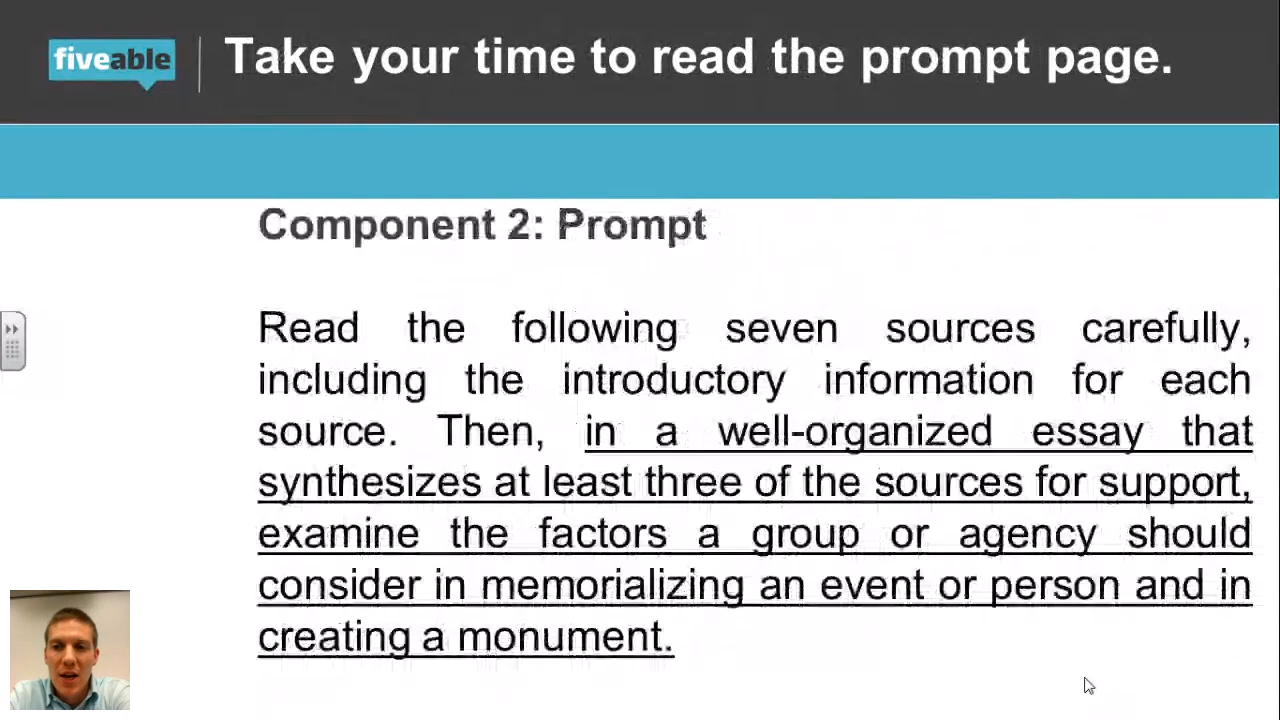 fiveable
Take your time to read the prompt page.
Component 2: Prompt
Read the following seven sources carefully,
including the introductory information for each
source. Then, in a well-organized essay that
synthesizes at least three of the sources for support,
examine the factors a group or agency should
consider in memorializing an event or person and in
creating a monument.